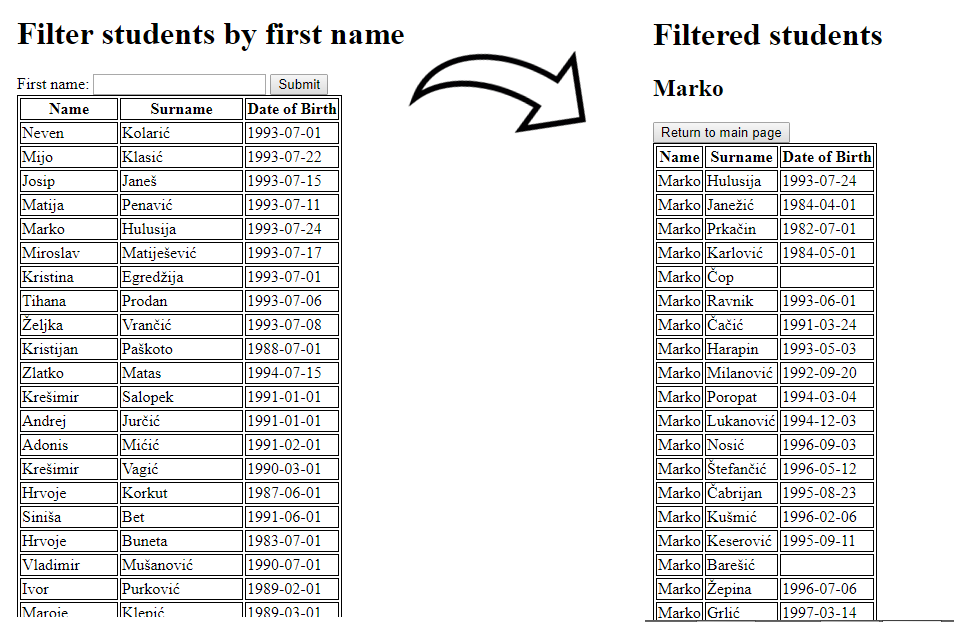 Filter students by first name
First name: Submit
Name Surname Date of Birth
Neven Kolarić 1993-07-01
Mijo Klasić 1993-07-22
Josip Janeš 1993-07-15
Matija Penavić 1993-07-11
Marko Hulusija 1993-07-24
Miroslav Matiješević 1993-07-17
Kristina Egredžija 1993-07-01
Tihana Prodan 1993-07-06
Željka Vrančić 1993-07-08
Kristijan Paškoto 1988-07-01
Zlatko Matas 1994-07-15
Krešimir Salopek 1991-01-01
Andrej Jurčić 1991-01-01
Adonis Mićić 1991-02-01
Krešimir Vagić 1990-03-01
Hrvoje Korkut 1987-06-01
Siniša Bet 1991-06-01
Hrvoje Buneta 1983-07-01
Vladimir Mušanović 1990-07-01
Ivor Purković 1989-02-01
Maroje Klepić 1989-03-01
Filtered students
Marko
Return to main page
Name Surname Date of Birth
Marko Hulusija 1993-07-24
Marko Janežić 1984-04-01
Marko Prkačin 1982-07-01
Marko Karlović 1984-05-01
Marko Čop
Marko Ravnik 1993-06-01
Marko Čačić 1991-03-24
Marko Harapin 1993-05-03
Marko Milanović 1992-09-20
Marko Poropat 1994-03-04
Marko Lukanović 1994-12-03
Marko Nosić 1996-09-03
Marko Štefančić 1996-05-12
Marko Čabrijan 1995-08-23
Marko Kušmić 1996-02-06
Marko Keserović 1995-09-11
Marko Barešić
Marko Žepina 1996-07-06
Marko Grlić 1997-03-14